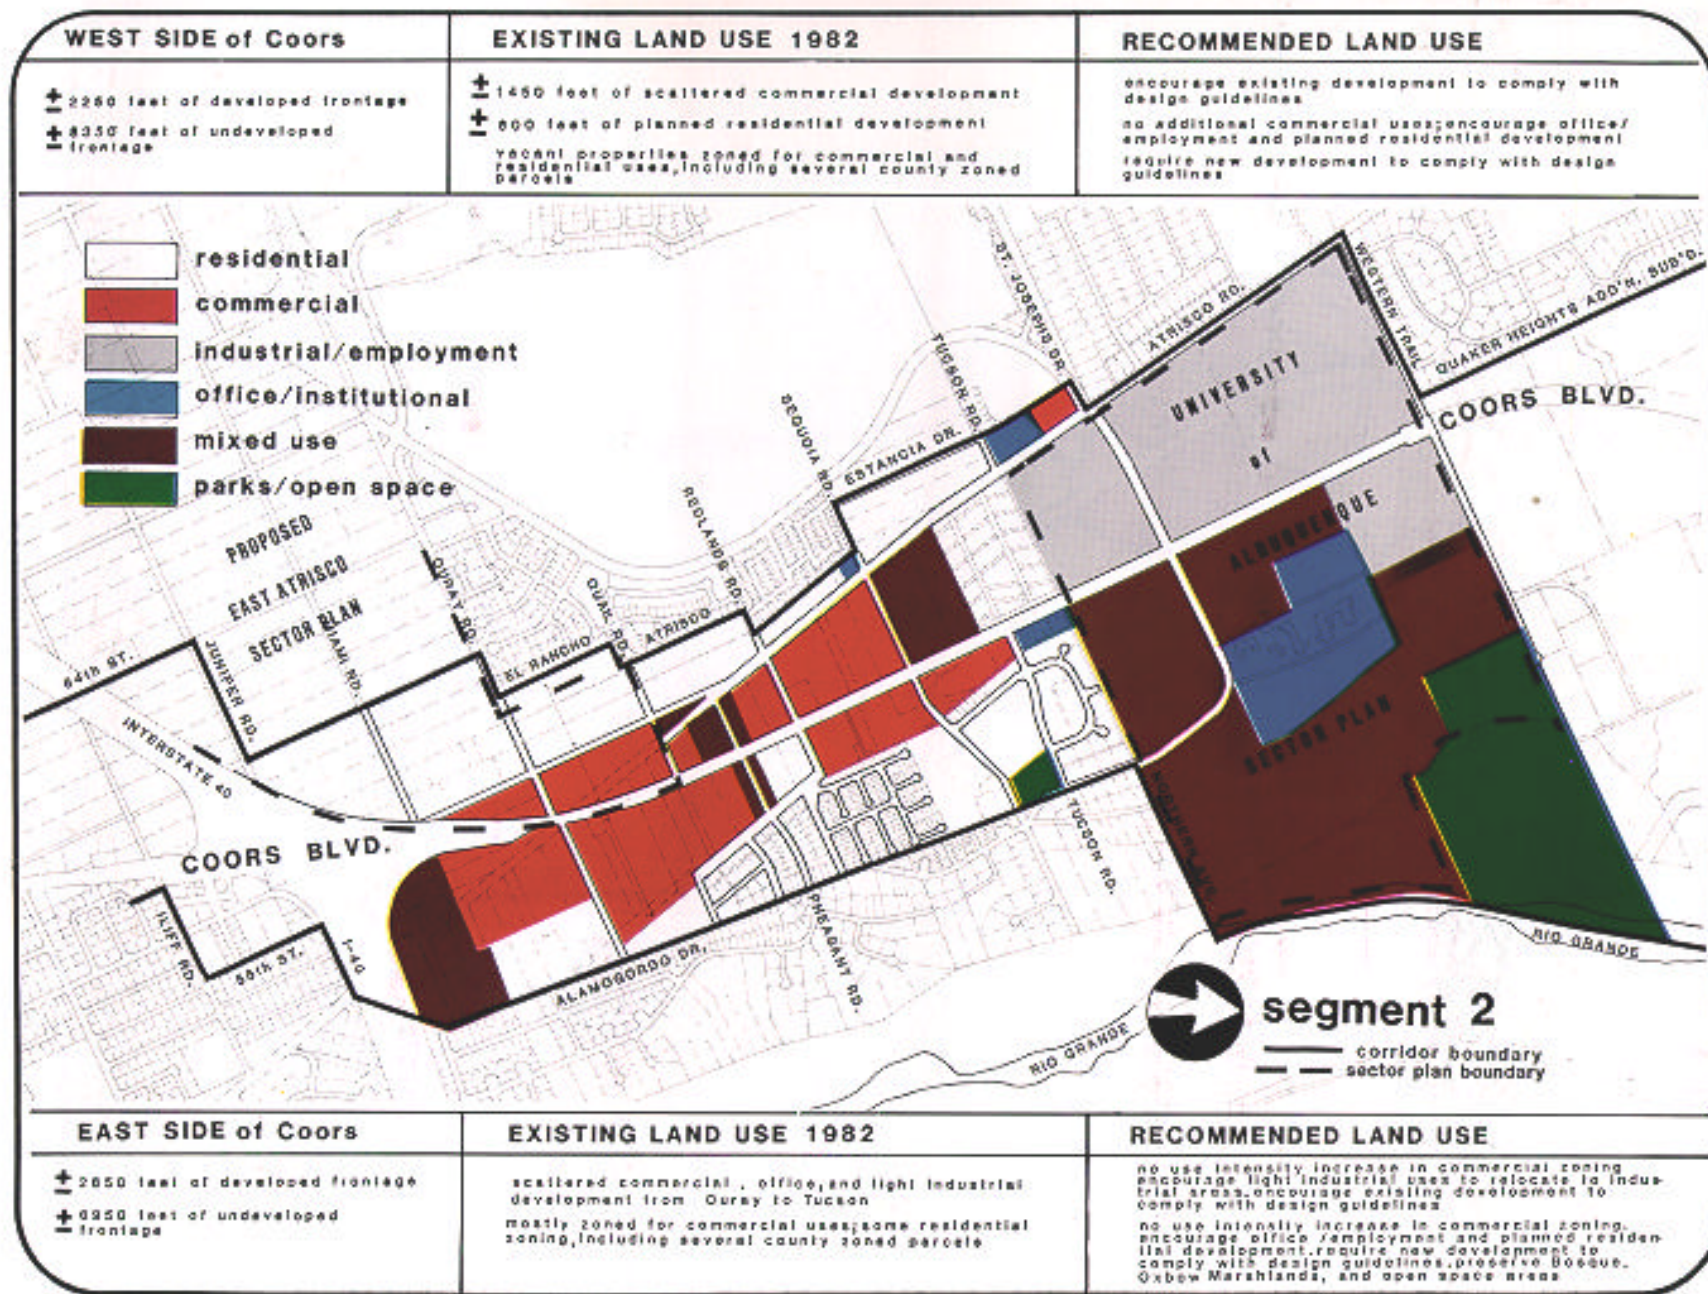 WEST SIDE of Coors
± 2250 feet of developed frontage
± 8350 feet of undeveloped
frontage
EXISTING LAND USE 1982
± 1450 feet of scattered commercial development
± 800 feet of planned residential development
vacant properties zoned for commercial and
residential uses, including several county zoned
parcels
RECOMMENDED LAND USE
encourage existing development to comply with
design guidelines
no additional commercial uses; encourage office/
employment and planned residential development
require new development to comply with design
guidelines
residential
commercial
industrial/employment
office/institutional
mixed use
parks/open space
PROPOSED
EAST ATRISCO
SECTOR PLAN
64th ST.
JUNIPER RD.
MIAMI RD.
OURAY RD.
EL RANCHO
QUAIL RD.
ATRISCO
REDLANDS RD.
SEQUOIA RD.
ESTANCIA DR.
TUCSON RD.
ST. JOSEPHS DR.
ATRISCO RD.
WESTERN TRAIL
QUAKER HEIGHTS ADD'N. SUB'D.
COORS BLVD.
UNIVERSITY
of
ALBUQUERQUE
SECTOR PLAN
INTERSTATE 40
COORS BLVD.
ILIFF RD.
55th ST.
I-40
ALAMOGORDO DR.
PHEASANT RD.
TUCSON RD.
NORTHERN AVE.
RIO GRANDE
RIO GRANDE
segment 2
corridor boundary
sector plan boundary
EAST SIDE of Coors
± 2650 feet of developed frontage
± 6950 feet of undeveloped
frontage
EXISTING LAND USE 1982
scattered commercial, office, and light industrial
development from Ouray to Tucson
mostly zoned for commercial uses; some residential
zoning, including several county zoned parcels
RECOMMENDED LAND USE
no use intensity increase in commercial zoning
encourage light industrial uses to relocate to indus-
trial areas. encourage existing development to
comply with design guidelines
no use intensity increase in commercial zoning.
encourage office /employment and planned residen-
tial development. require new development to
comply with design guidelines. preserve Bosque,
Oxbow Marshlands, and open space areas